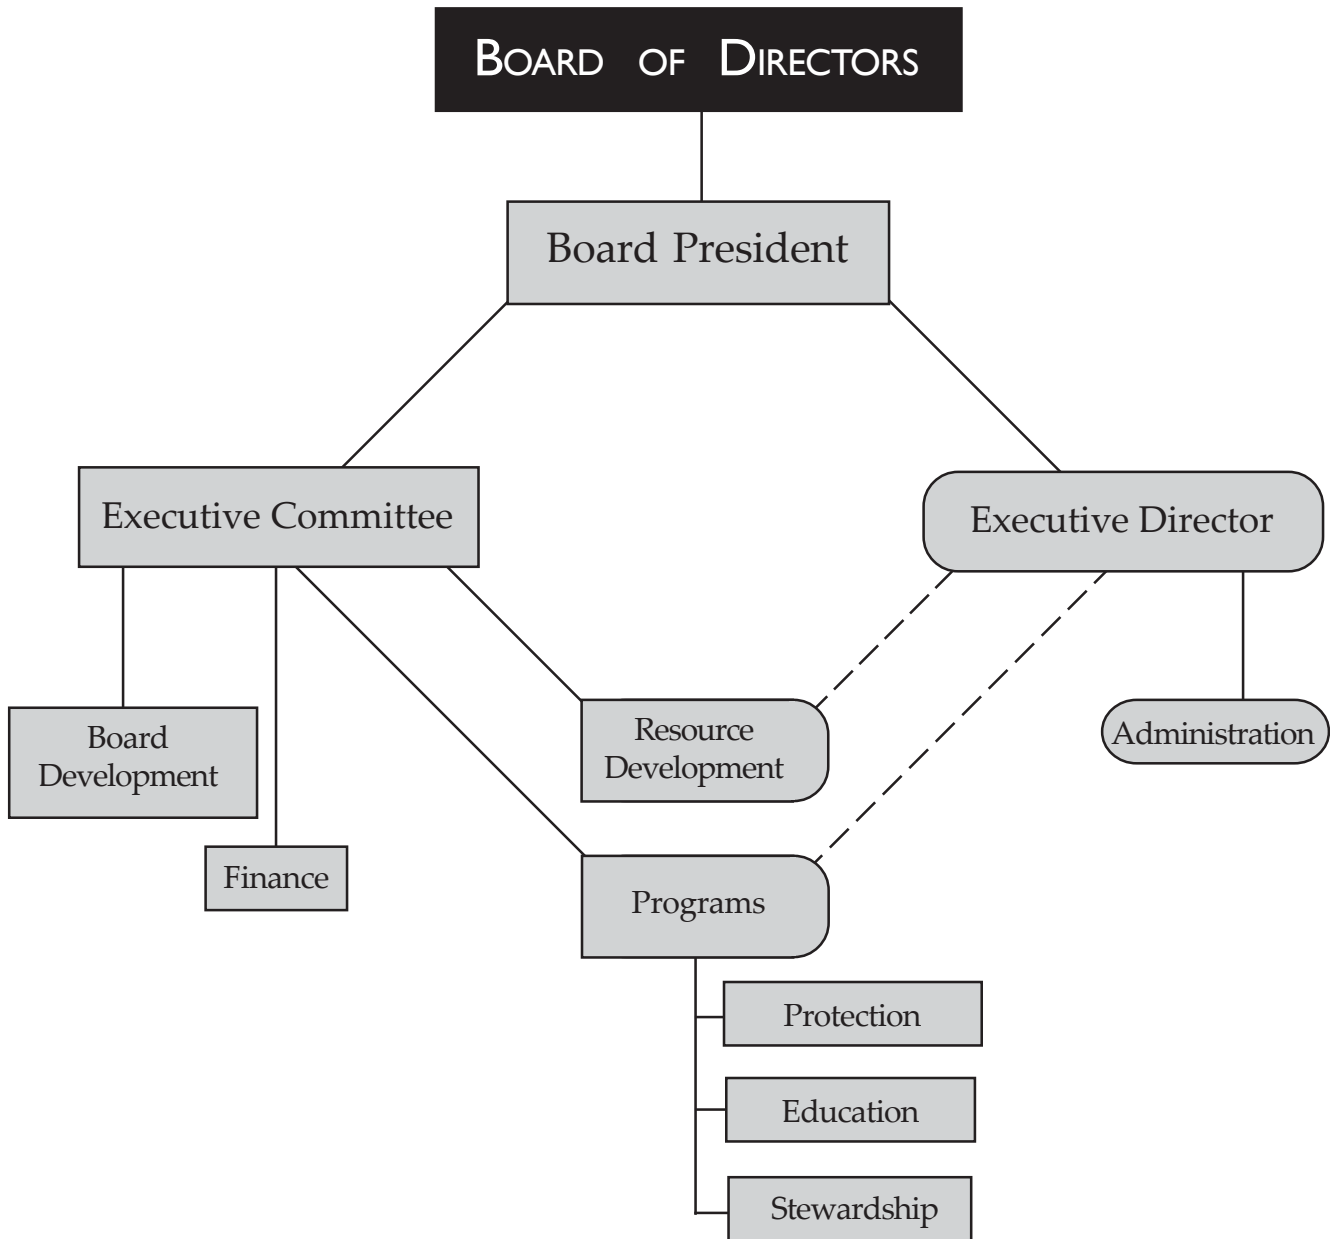 BOARD OF DIRECTORS
Board President
Executive Committee
Executive Director
Board
Development
Resource
Development
Administration
Finance
Programs
Protection
Education
Stewardship